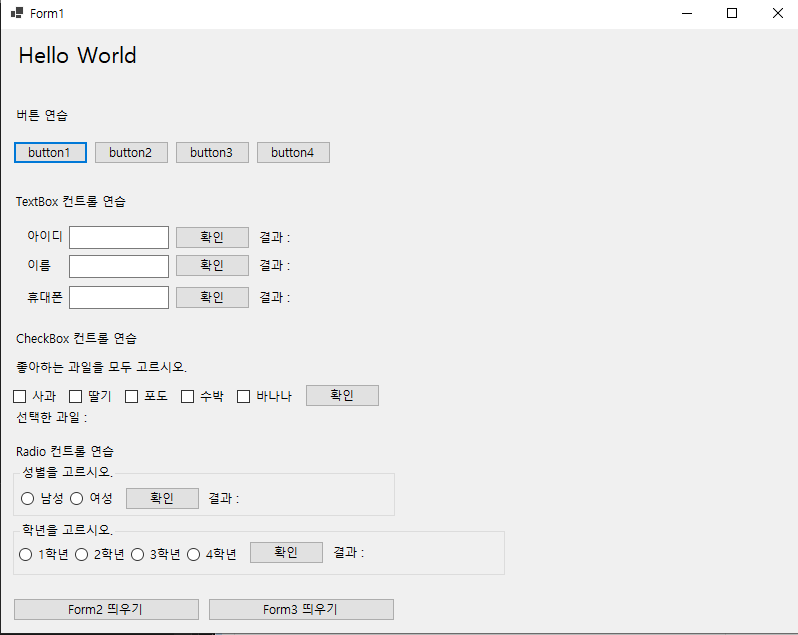 Form1
Hello World
버튼 연습
button1 button2 button3 button4
TextBox 컨트롤 연습
아이디 확인 결과 :
이름 확인 결과 :
휴대폰 확인 결과 :
CheckBox 컨트롤 연습
좋아하는 과일을 모두 고르시오.
사과 딸기 포도 수박 바나나 확인
선택한 과일 :
Radio 컨트롤 연습
성별을 고르시오.
남성 여성 확인 결과 :
학년을 고르시오.
1학년 2학년 3학년 4학년 확인 결과 :
Form2 띄우기 Form3 띄우기